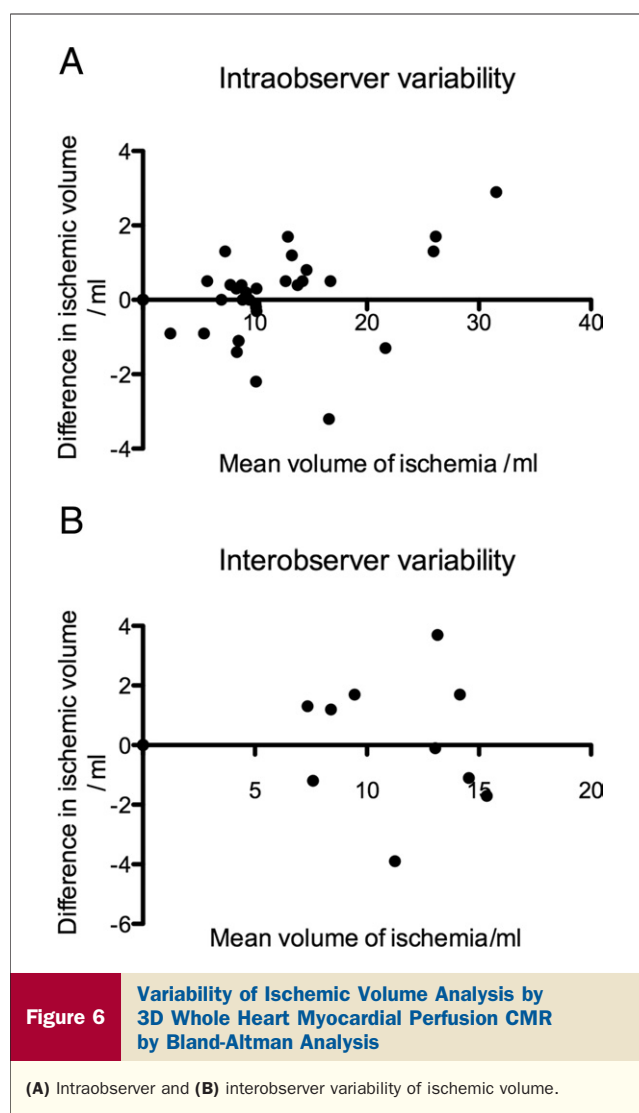 A
Intraobserver variability
Difference in ischemic volume
/ ml
4
2
0
-2
-4
10
20
30
40
Mean volume of ischemia /ml
B
Interobserver variability
Difference in ischemic volume
/ ml
4
2
0
-2
-4
-6
5
10
15
20
Mean volume of ischemia/ml
Figure 6
Variability of Ischemic Volume Analysis by
3D Whole Heart Myocardial Perfusion CMR
by Bland-Altman Analysis
(A) Intraobserver and (B) interobserver variability of ischemic volume.